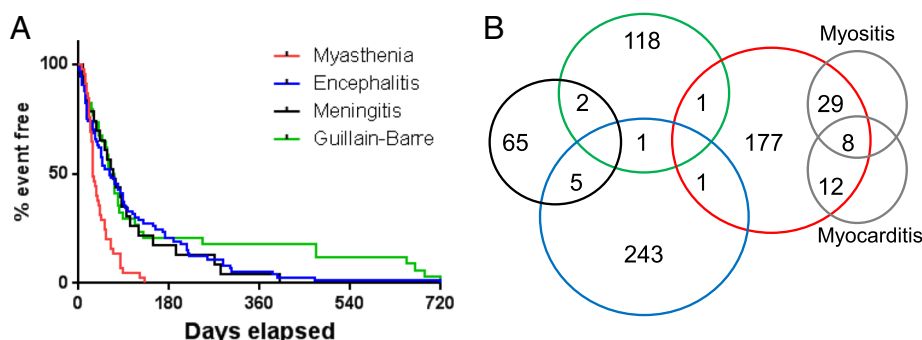 A
% event free
100
50
0
0 180 360 540 720
Days elapsed
Myasthenia
Encephalitis
Meningitis
Guillain-Barre
B
Myositis
118
2
1
29
65
1
177
8
5
1
12
243
Myocarditis